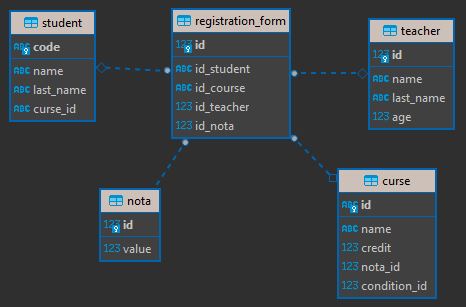 student
ABC code
ABC name
ABC last_name
ABC curse_id
registration_form
123 id
ABC id_student
ABC id_course
123 id_teacher
123 id_nota
teacher
123 id
ABC name
ABC last_name
123 age
nota
123 id
123 value
curse
ABC id
ABC name
123 credit
123 nota_id
123 condition_id